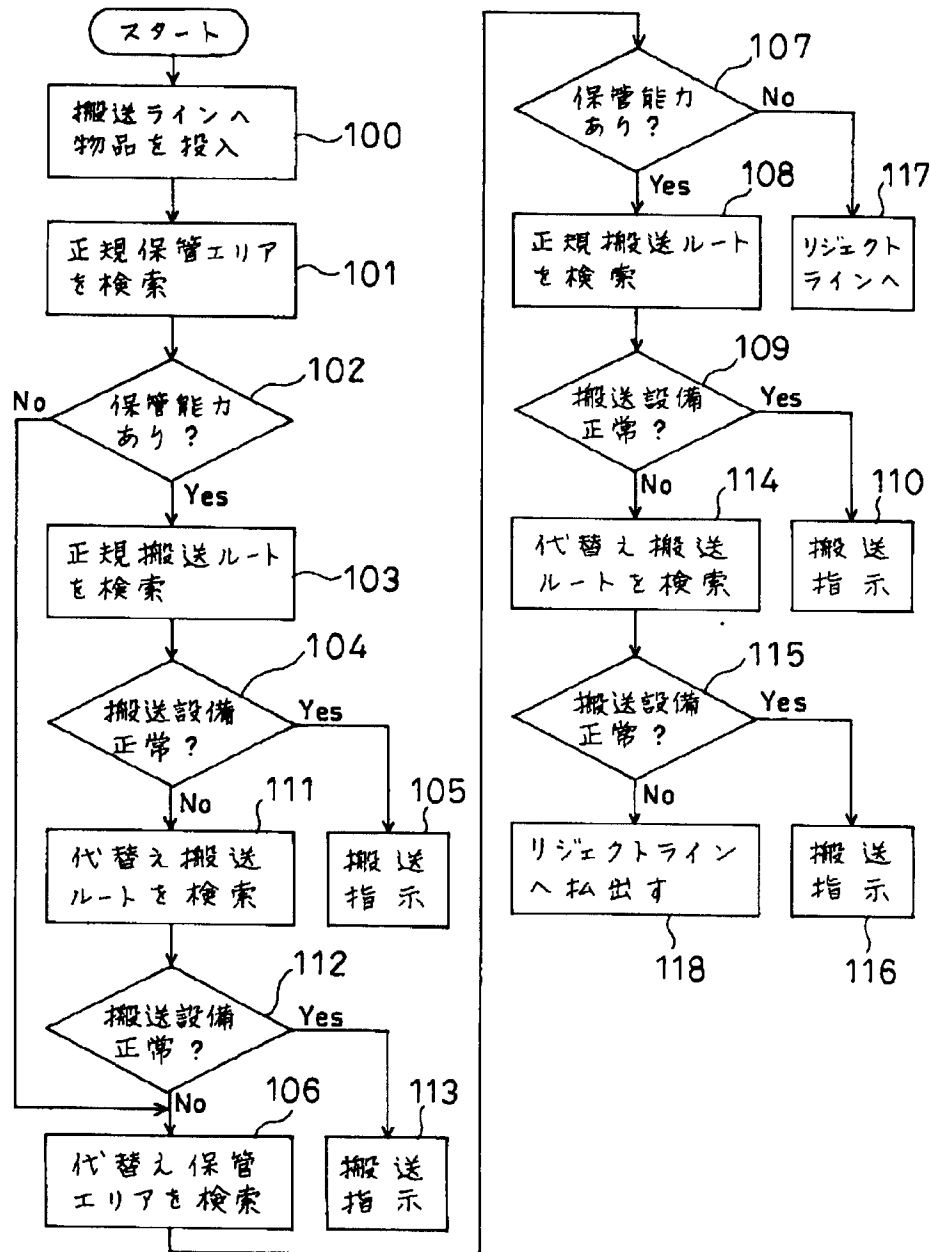 スタート
搬送ラインへ
物品を投入
100
正規保管エリア
を検索
101
102
No
保管能力
あり?
Yes
正規搬送ルート
を検索
103
104
搬送設備
正常?
Yes
No
111
105
代替え搬送
ルートを検索
搬送
指示
112
搬送設備
正常?
Yes
No
106
113
代替え保管
エリアを検索
搬送
指示
107
保管能力
あり?
No
Yes
108
117
正規搬送ルート
を検索
リジェクト
ラインへ
109
搬送設備
正常?
Yes
No
114
110
代替え搬送
ルートを検索
搬送
指示
115
搬送設備
正常?
Yes
No
リジェクトライン
へ払出す
搬送
指示
118
116